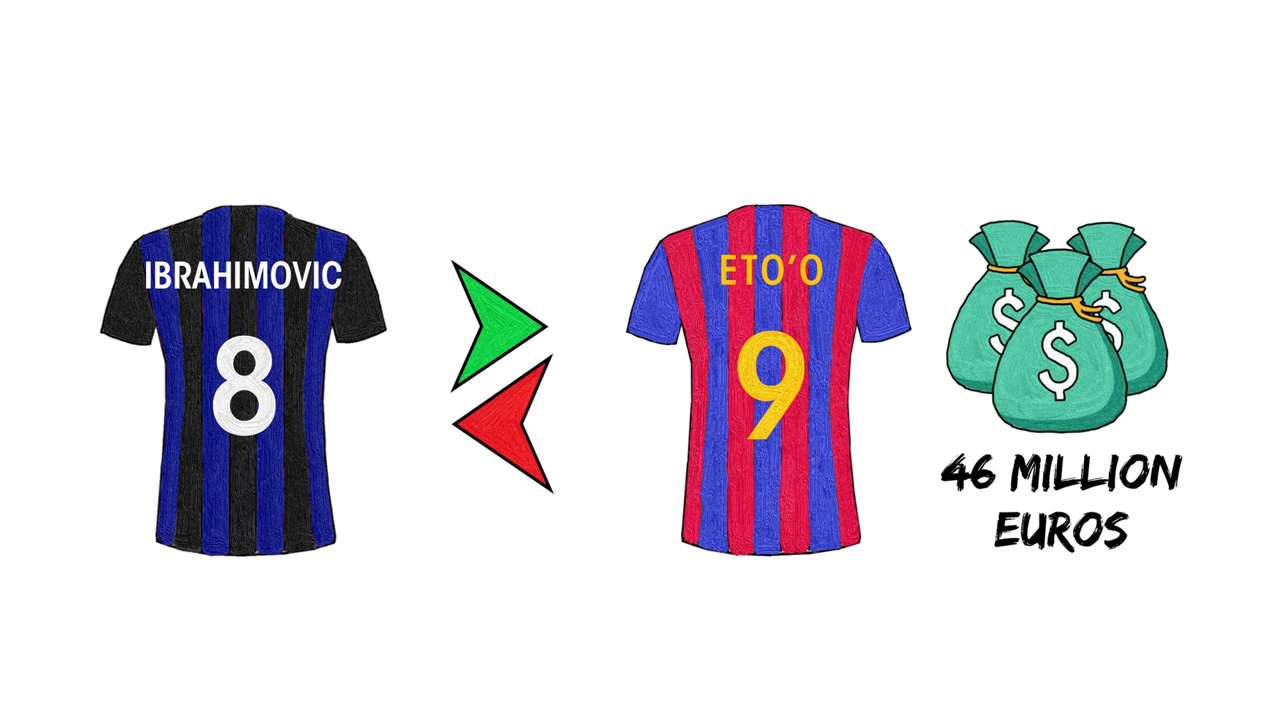 IBRAHIMOVIC
8
ETO’O
9
$ $ $
46 MILLION
EUROS